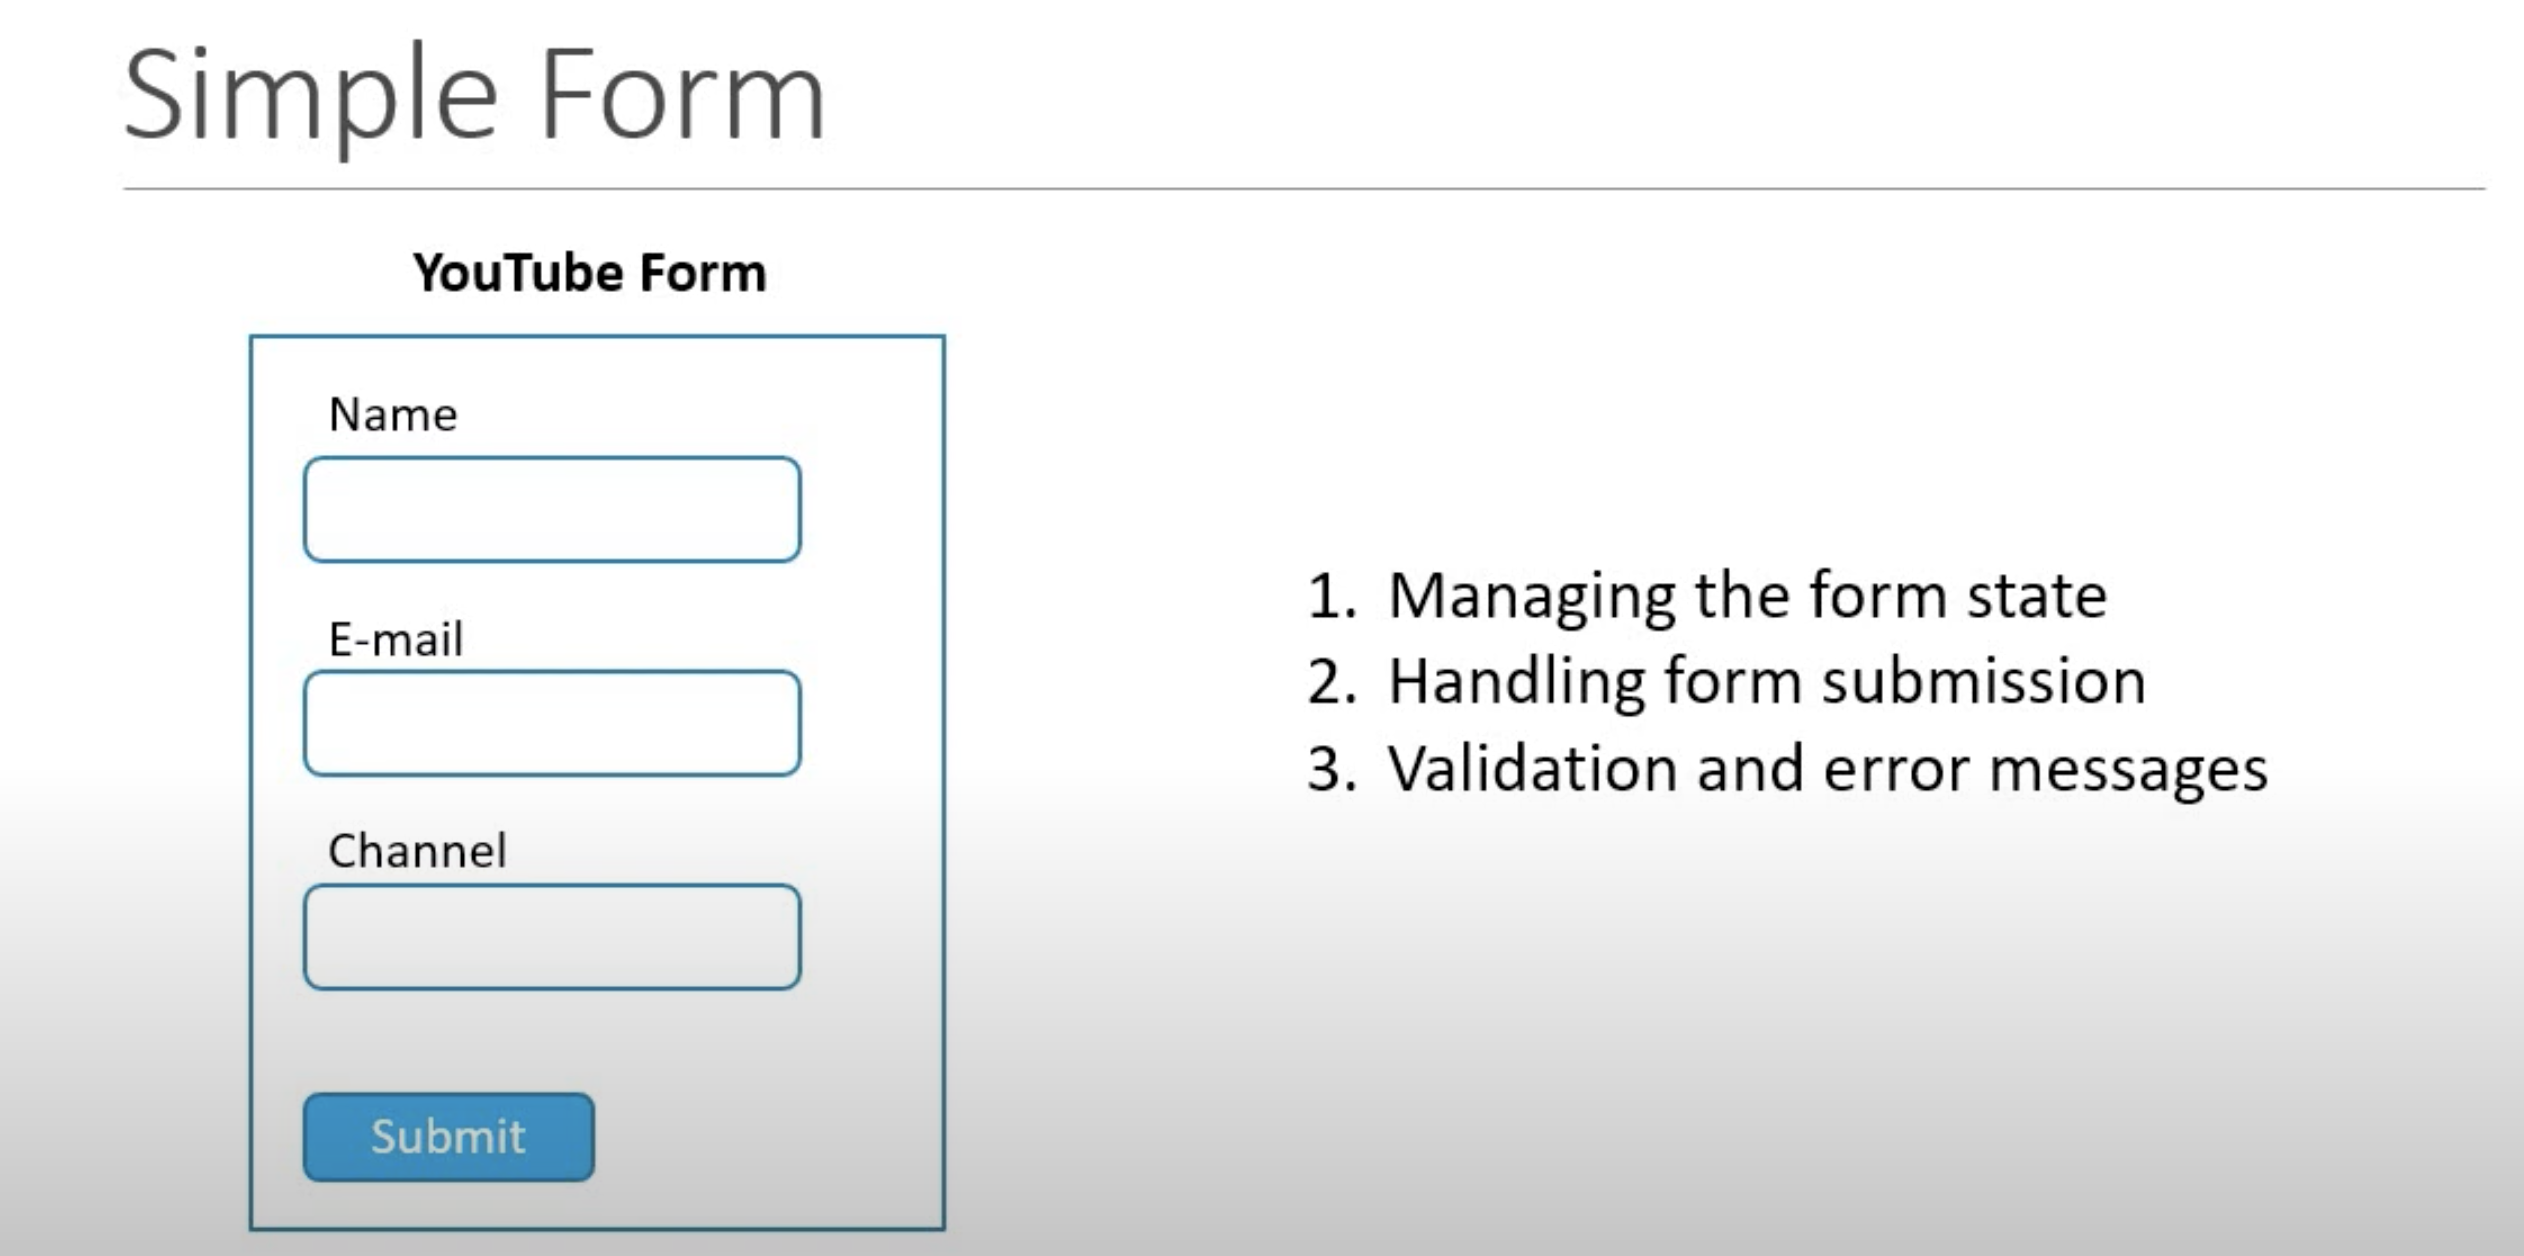 Simple Form
YouTube Form
Name
E-mail
Channel
Submit
1. Managing the form state
2. Handling form submission
3. Validation and error messages